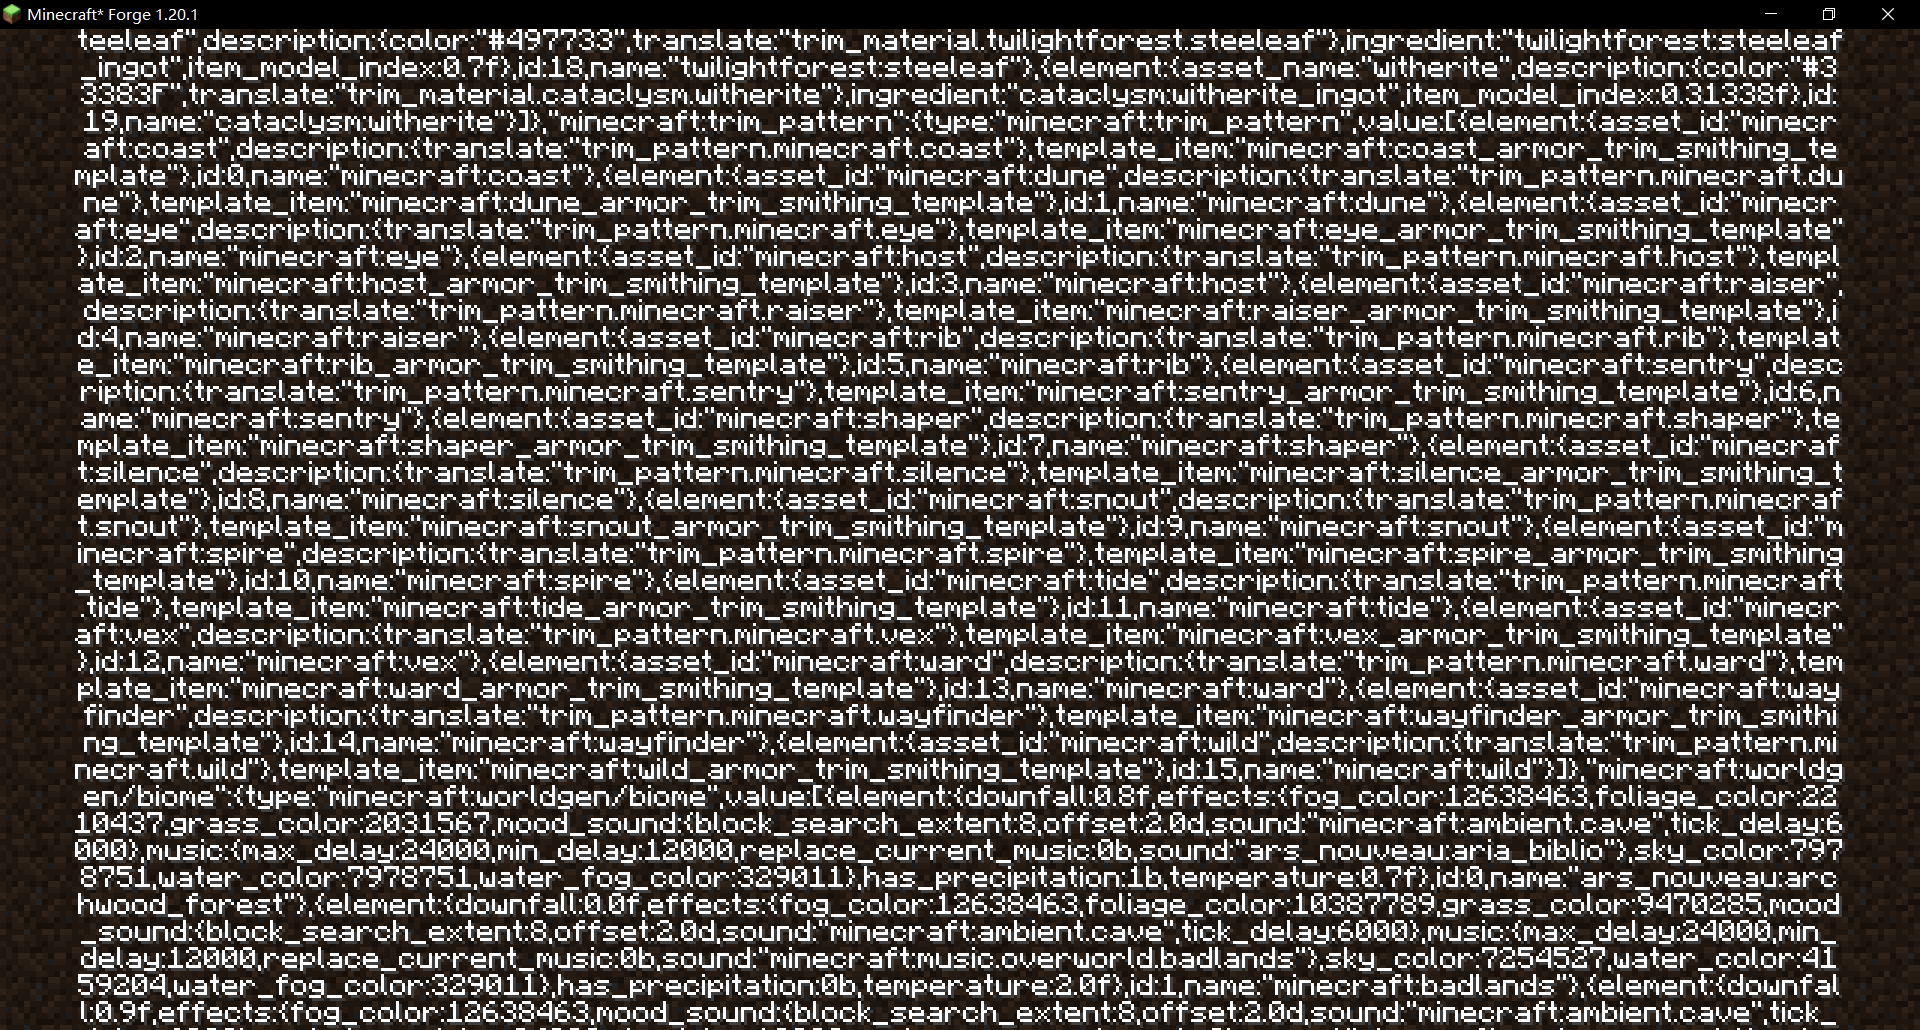 Minecraft* Forge 1.20.1
teeleaf",description:{color:"#497733",translate:"trim_material.twilightforest.steeleaf"},ingredient:"twilightforest:steeleaf
_ingot",item_model_index:0.7f},id:18,name:"twilightforest:steeleaf"},{element:{asset_name:"witherite",description:{color:"#3
3383F",translate:"trim_material.cataclysm.witherite"},ingredient:"cataclysm:witherite_ingot",item_model_index:0.31338f},id:
19,name:"cataclysm:witherite"}]},"minecraft:trim_pattern":{type:"minecraft:trim_pattern",value:[{element:{asset_id:"minecr
aft:coast",description:{translate:"trim_pattern.minecraft.coast"},template_item:"minecraft:coast_armor_trim_smithing_te
mplate"},id:0,name:"minecraft:coast"},{element:{asset_id:"minecraft:dune",description:{translate:"trim_pattern.minecraft.du
ne"},template_item:"minecraft:dune_armor_trim_smithing_template"},id:1,name:"minecraft:dune"},{element:{asset_id:"minecr
aft:eye",description:{translate:"trim_pattern.minecraft.eye"},template_item:"minecraft:eye_armor_trim_smithing_template"
},id:2,name:"minecraft:eye"},{element:{asset_id:"minecraft:host",description:{translate:"trim_pattern.minecraft.host"},templ
ate_item:"minecraft:host_armor_trim_smithing_template"},id:3,name:"minecraft:host"},{element:{asset_id:"minecraft:raiser",
description:{translate:"trim_pattern.minecraft.raiser"},template_item:"minecraft:raiser_armor_trim_smithing_template"},i
d:4,name:"minecraft:raiser"},{element:{asset_id:"minecraft:rib",description:{translate:"trim_pattern.minecraft.rib"},templat
e_item:"minecraft:rib_armor_trim_smithing_template"},id:5,name:"minecraft:rib"},{element:{asset_id:"minecraft:sentry",desc
ription:{translate:"trim_pattern.minecraft.sentry"},template_item:"minecraft:sentry_armor_trim_smithing_template"},id:6,n
ame:"minecraft:sentry"},{element:{asset_id:"minecraft:shaper",description:{translate:"trim_pattern.minecraft.shaper"},te
mplate_item:"minecraft:shaper_armor_trim_smithing_template"},id:7,name:"minecraft:shaper"},{element:{asset_id:"minecraf
t:silence",description:{translate:"trim_pattern.minecraft.silence"},template_item:"minecraft:silence_armor_trim_smithing_t
emplate"},id:8,name:"minecraft:silence"},{element:{asset_id:"minecraft:snout",description:{translate:"trim_pattern.minecraf
t.snout"},template_item:"minecraft:snout_armor_trim_smithing_template"},id:9,name:"minecraft:snout"},{element:{asset_id:"m
inecraft:spire",description:{translate:"trim_pattern.minecraft.spire"},template_item:"minecraft:spire_armor_trim_smithing
_template"},id:10,name:"minecraft:spire"},{element:{asset_id:"minecraft:tide",description:{translate:"trim_pattern.minecraft
.tide"},template_item:"minecraft:tide_armor_trim_smithing_template"},id:11,name:"minecraft:tide"},{element:{asset_id:"minecr
aft:vex",description:{translate:"trim_pattern.minecraft.vex"},template_item:"minecraft:vex_armor_trim_smithing_template"
},id:12,name:"minecraft:vex"},{element:{asset_id:"minecraft:ward",description:{translate:"trim_pattern.minecraft.ward"},tem
plate_item:"minecraft:ward_armor_trim_smithing_template"},id:13,name:"minecraft:ward"},{element:{asset_id:"minecraft:way
finder",description:{translate:"trim_pattern.minecraft.wayfinder"},template_item:"minecraft:wayfinder_armor_trim_smithi
ng_template"},id:14,name:"minecraft:wayfinder"},{element:{asset_id:"minecraft:wild",description:{translate:"trim_pattern.mi
necraft.wild"},template_item:"minecraft:wild_armor_trim_smithing_template"},id:15,name:"minecraft:wild"}]},"minecraft:worldg
en/biome":{type:"minecraft:worldgen/biome",value:[{element:{downfall:0.8f,effects:{fog_color:12638463,foliage_color:22
10437,grass_color:2031567,mood_sound:{block_search_extent:8,offset:2.0d,sound:"minecraft:ambient.cave",tick_delay:6
000},music:{max_delay:24000,min_delay:12000,replace_current_music:0b,sound:"ars_nouveau:aria_biblio"},sky_color:797
8751,water_color:7978751,water_fog_color:329011},has_precipitation:1b,temperature:0.7f},id:0,name:"ars_nouveau:arc
hwood_forest"},{element:{downfall:0.0f,effects:{fog_color:12638463,foliage_color:10387789,grass_color:9470285,mood
_sound:{block_search_extent:8,offset:2.0d,sound:"minecraft:ambient.cave",tick_delay:6000},music:{max_delay:24000,min_
delay:12000,replace_current_music:0b,sound:"minecraft:music.overworld.badlands"},sky_color:7254527,water_color:41
59204,water_fog_color:329011},has_precipitation:0b,temperature:2.0f},id:1,name:"minecraft:badlands"},{element:{downfal
l:0.9f,effects:{fog_color:12638463,mood_sound:{block_search_extent:8,offset:2.0d,sound:"minecraft:ambient.cave",tick_